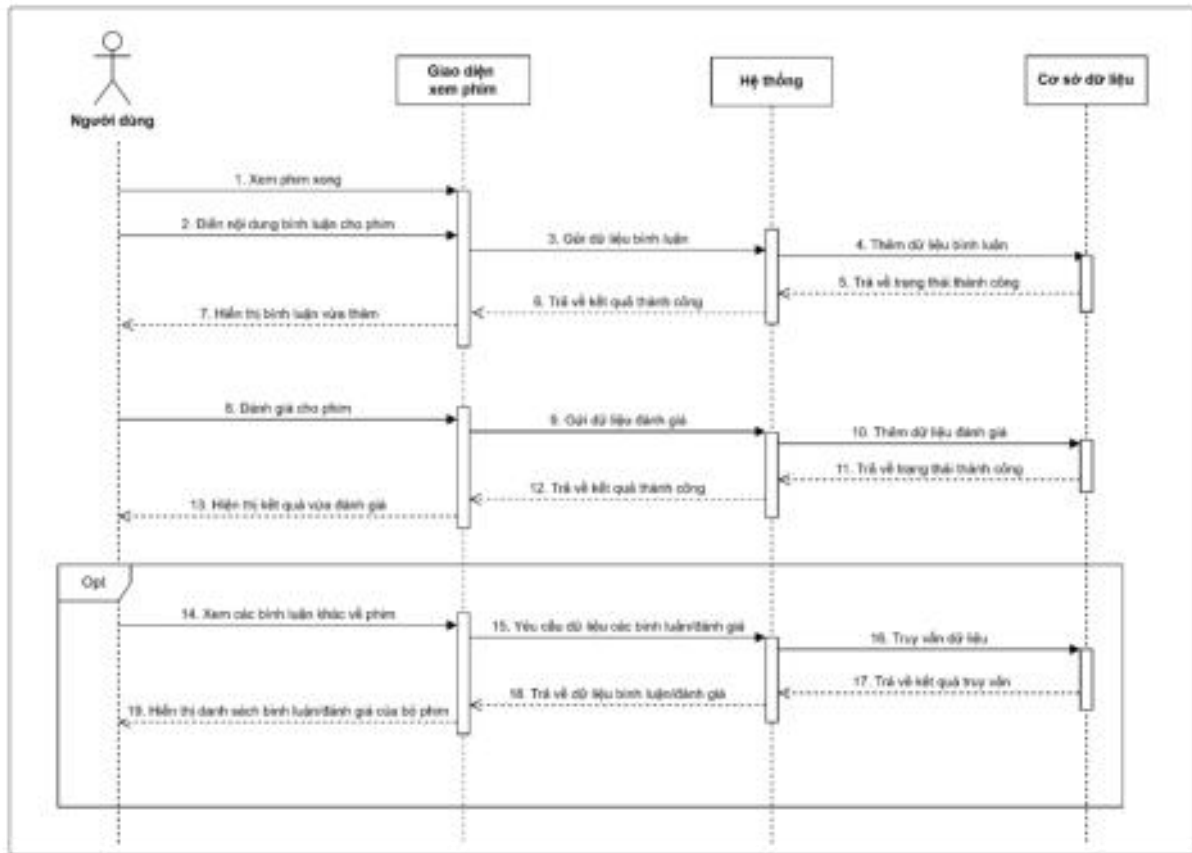 Giao diện
xem phim
Hệ thống
Cơ sở dữ liệu
Người dùng
1. Xem phim xong
2. Điền nội dung bình luận cho phim
3. Gửi dữ liệu bình luận
4. Thêm dữ liệu bình luận
5. Trả về trạng thái thành công
6. Trả về kết quả thành công
7. Hiển thị bình luận vừa thêm
8. Đánh giá cho phim
9. Gửi dữ liệu đánh giá
10. Thêm dữ liệu đánh giá
11. Trả về trạng thái thành công
12. Trả về kết quả thành công
13. Hiện thị kết quả vừa đánh giá
Opt
14. Xem các bình luận khác về phim
15. Yêu cầu dữ liệu các bình luận/đánh giá
16. Truy vấn dữ liệu
17. Trả về kết quả truy vấn
18. Trả về dữ liệu bình luận/đánh giá
19. Hiển thị danh sách bình luận/đánh giá của bộ phim